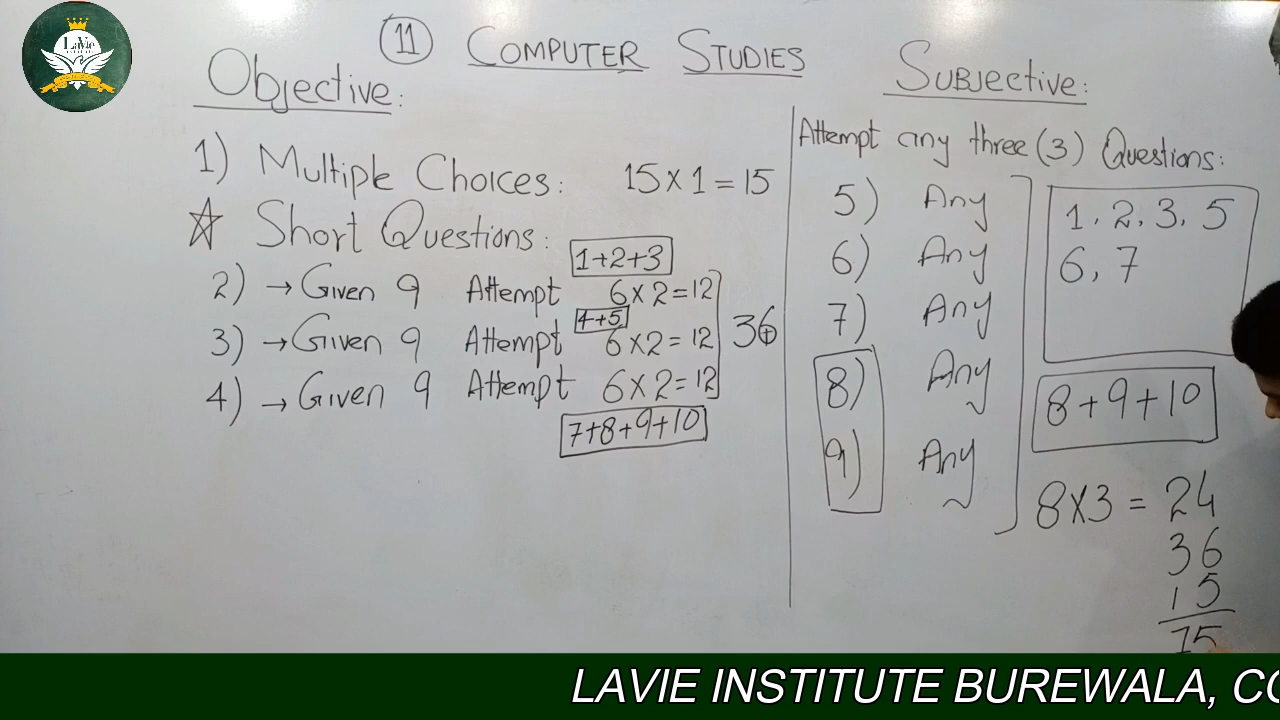 LaVie
11 COMPUTER STUDIES
Objective:
1) Multiple Choices: 15 x 1 = 15
☆ Short Questions:
1+2+3
2) → Given 9 Attempt 6 x 2 = 12
4+5
3) → Given 9 Attempt 6 x 2 = 12
36
4) → Given 9 Attempt 6 x 2 = 12
7+8+9+10
Subjective:
Attempt any three (3) Questions:
5) Any
6) Any
7) Any
8) Any
9) Any
1, 2, 3, 5
6, 7
8+9+10
8x3 = 24
36
15
75
LAVIE INSTITUTE BUREWALA, CO